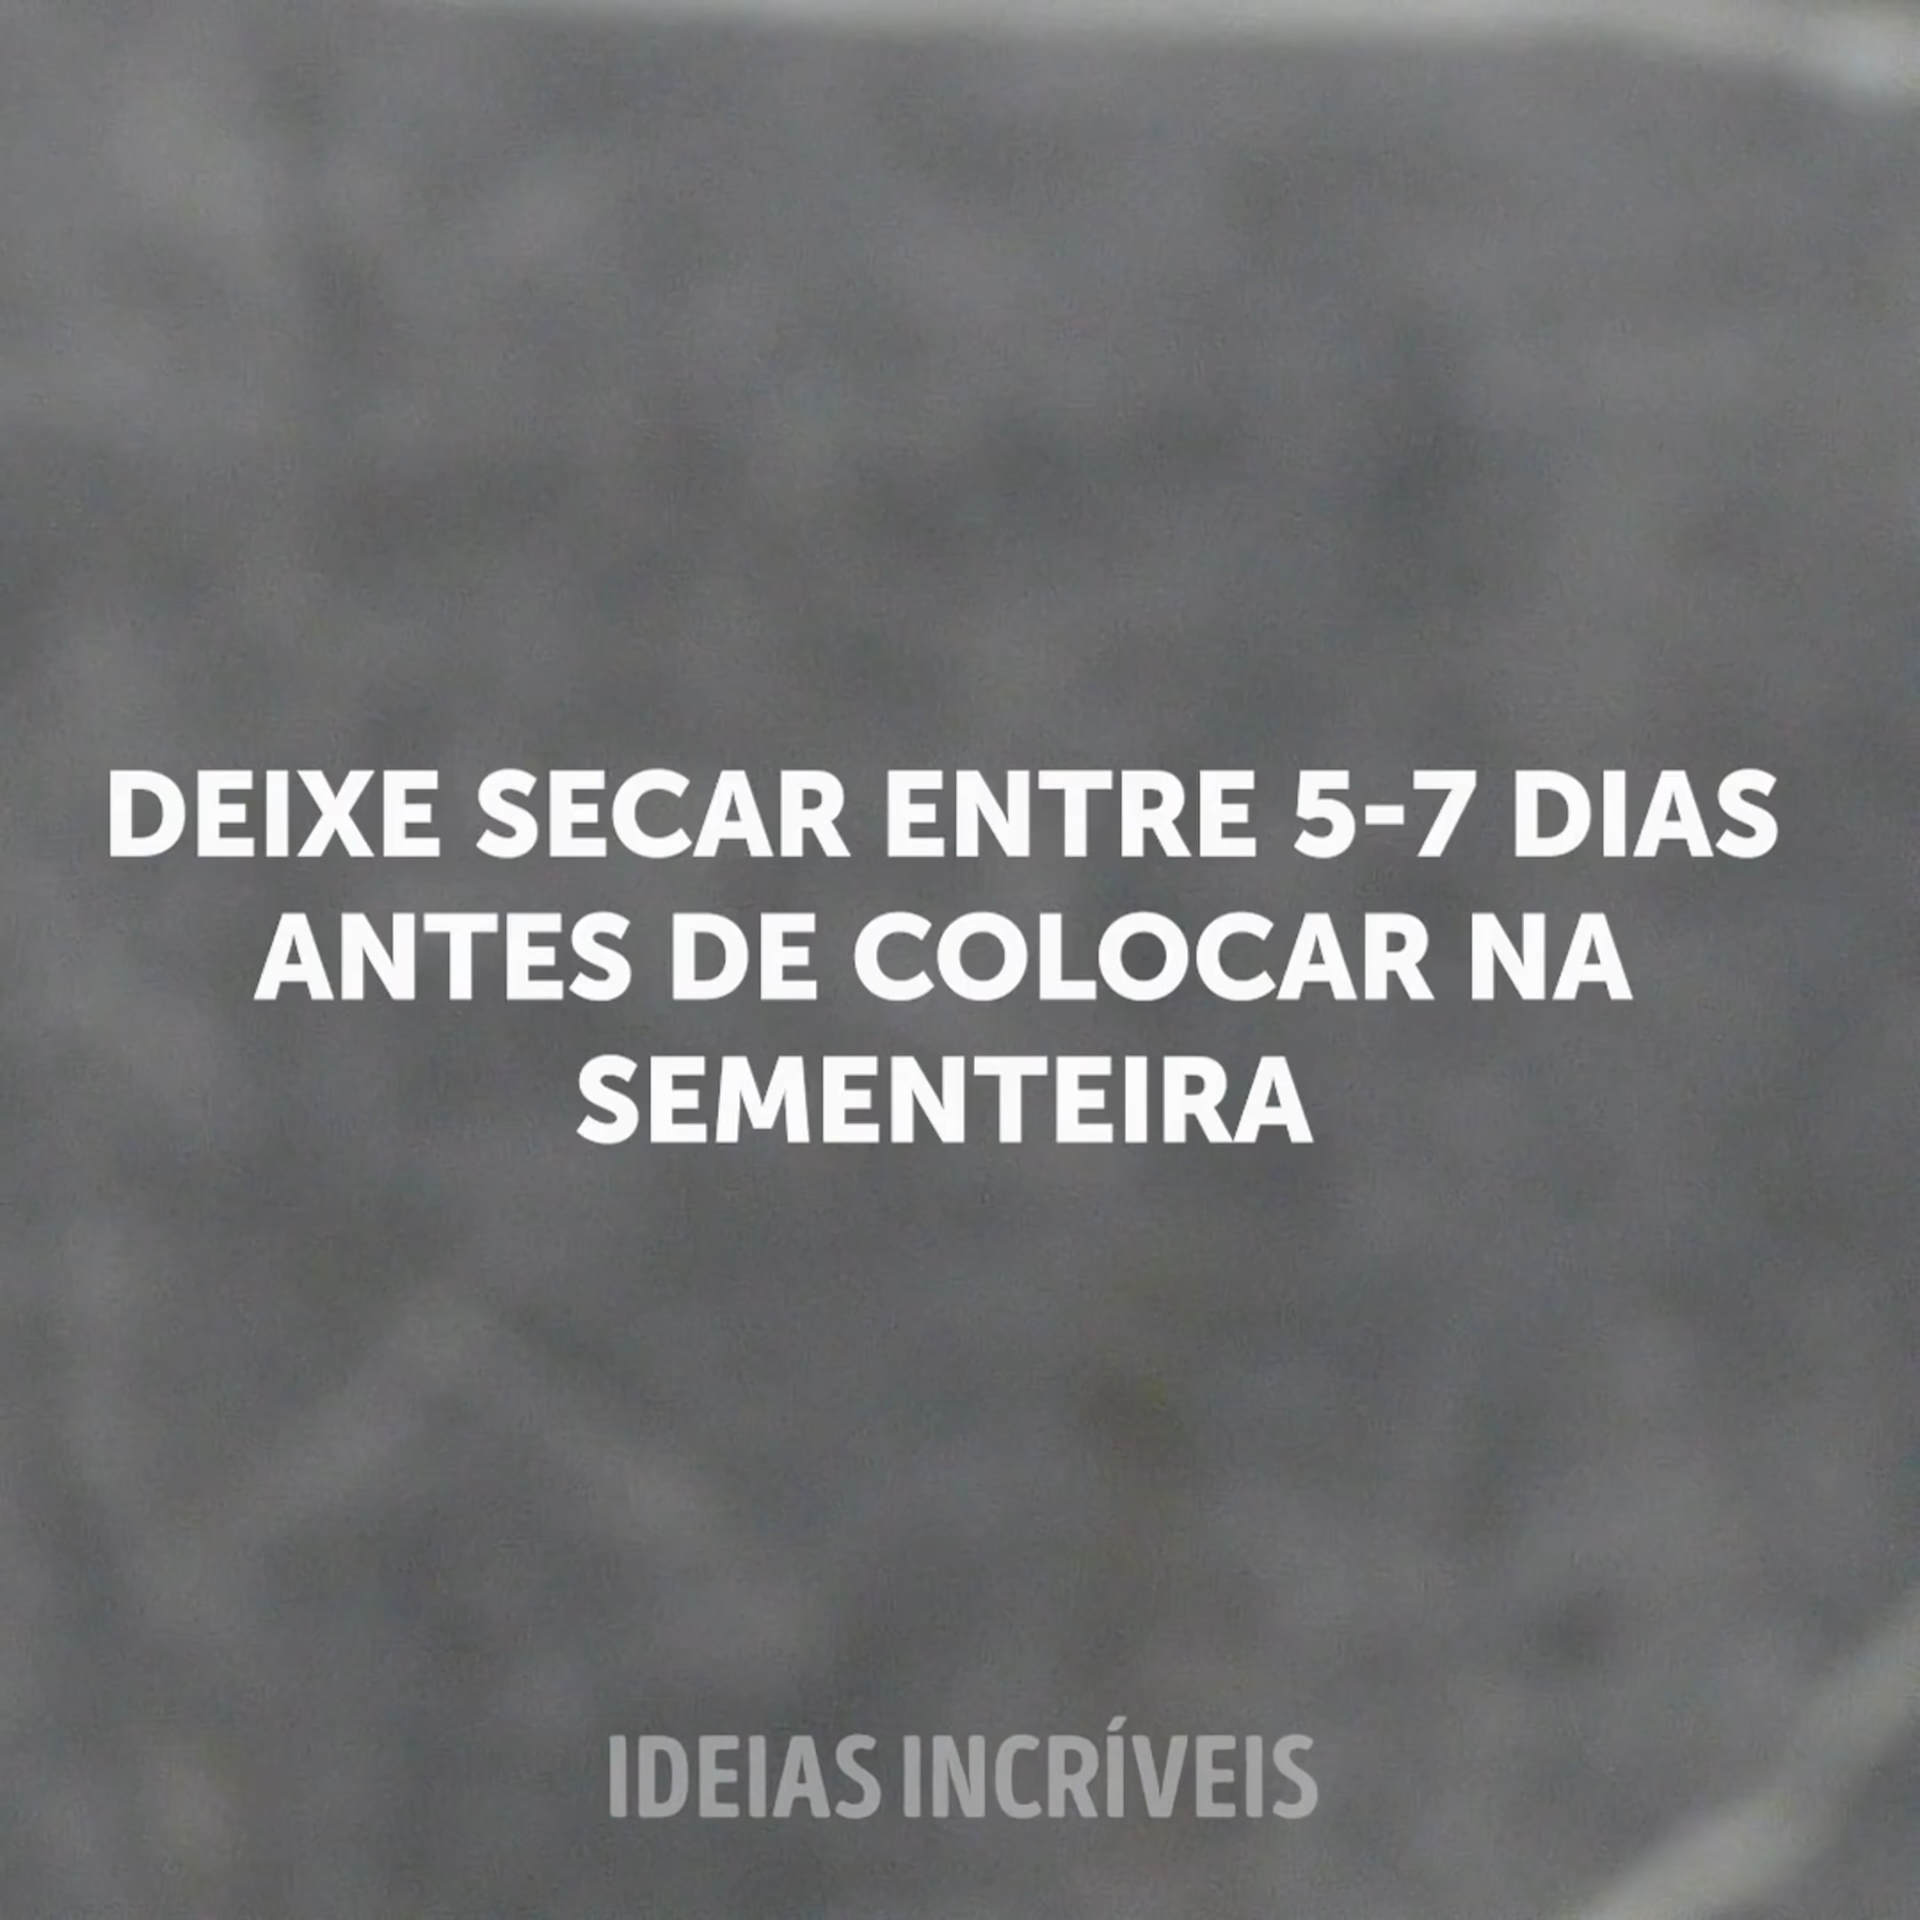 DEIXE SECAR ENTRE 5-7 DIAS
ANTES DE COLOCAR NA
SEMENTEIRA
IDEIAS INCRÍVEIS